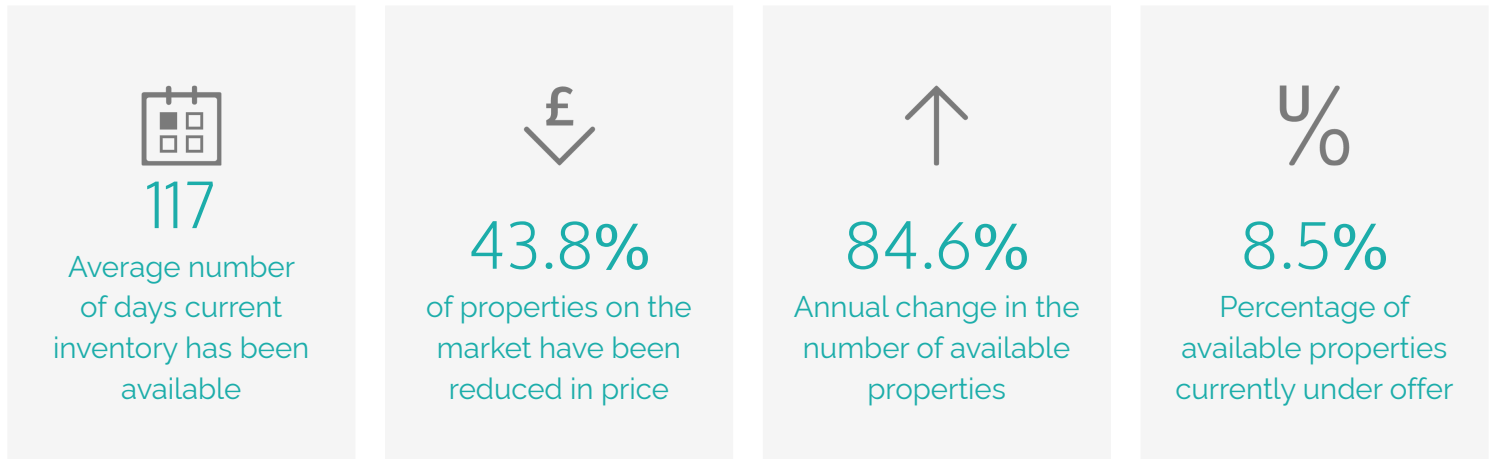 117
Average number
of days current
inventory has been
available
£
43.8%
of properties on the
market have been
reduced in price
84.6%
Annual change in the
number of available
properties
U/O
8.5%
Percentage of
available properties
currently under offer